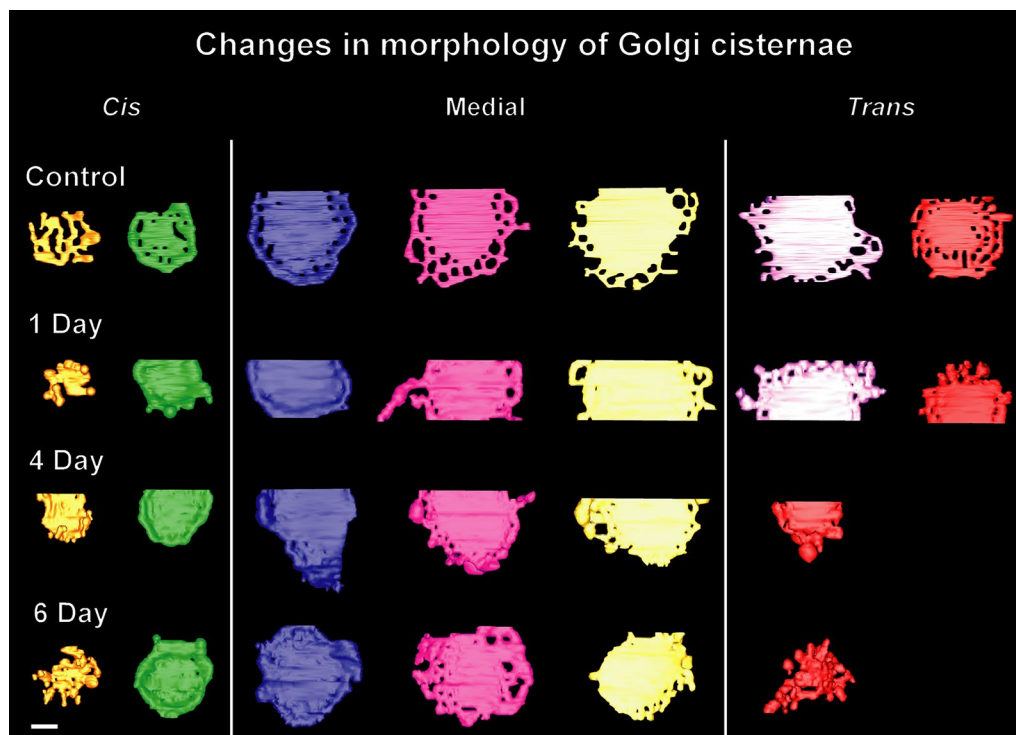 Changes in morphology of Golgi cisternae
Cis
Medial
Trans
Control
1 Day
4 Day
6 Day